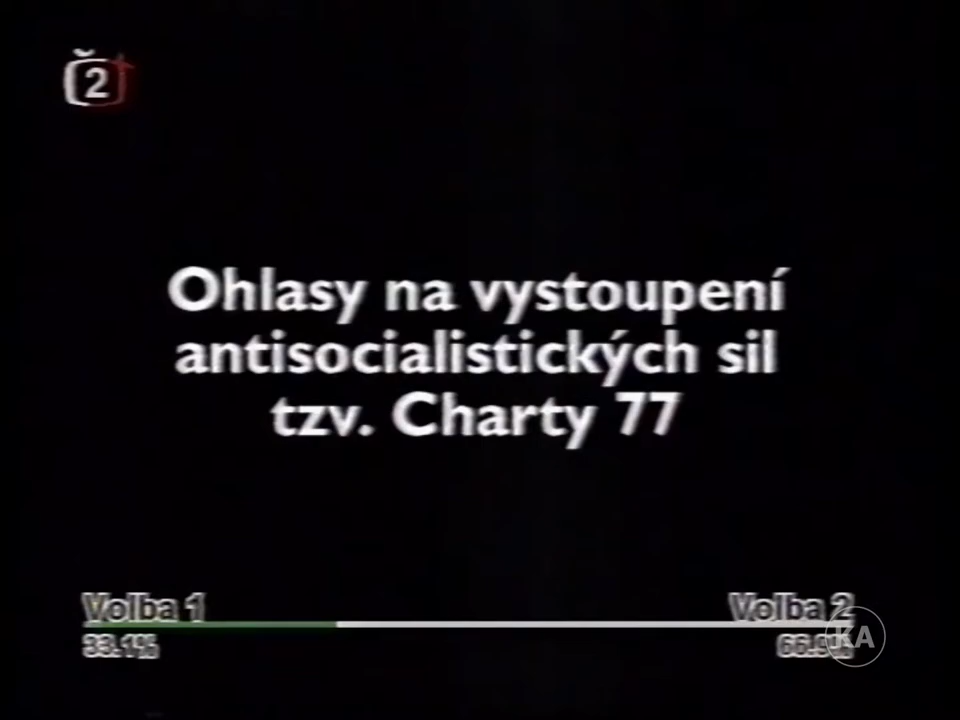 2
Ohlasy na vystoupení
antisocialistických sil
tzv. Charty 77
Volba 1
Volba 2
33.1%
66.9%
KA